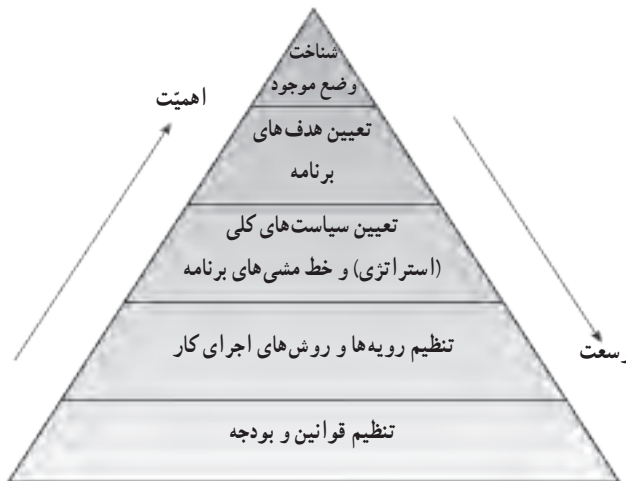 شناخت
وضع موجود
اهمیّت
تعیین هدف‌های
برنامه
تعیین سیاست‌های کلی
(استراتژی) و خط مشی‌های برنامه
تنظیم رویه‌ها و روش‌های اجرای کار
وسعت
تنظیم قوانین و بودجه